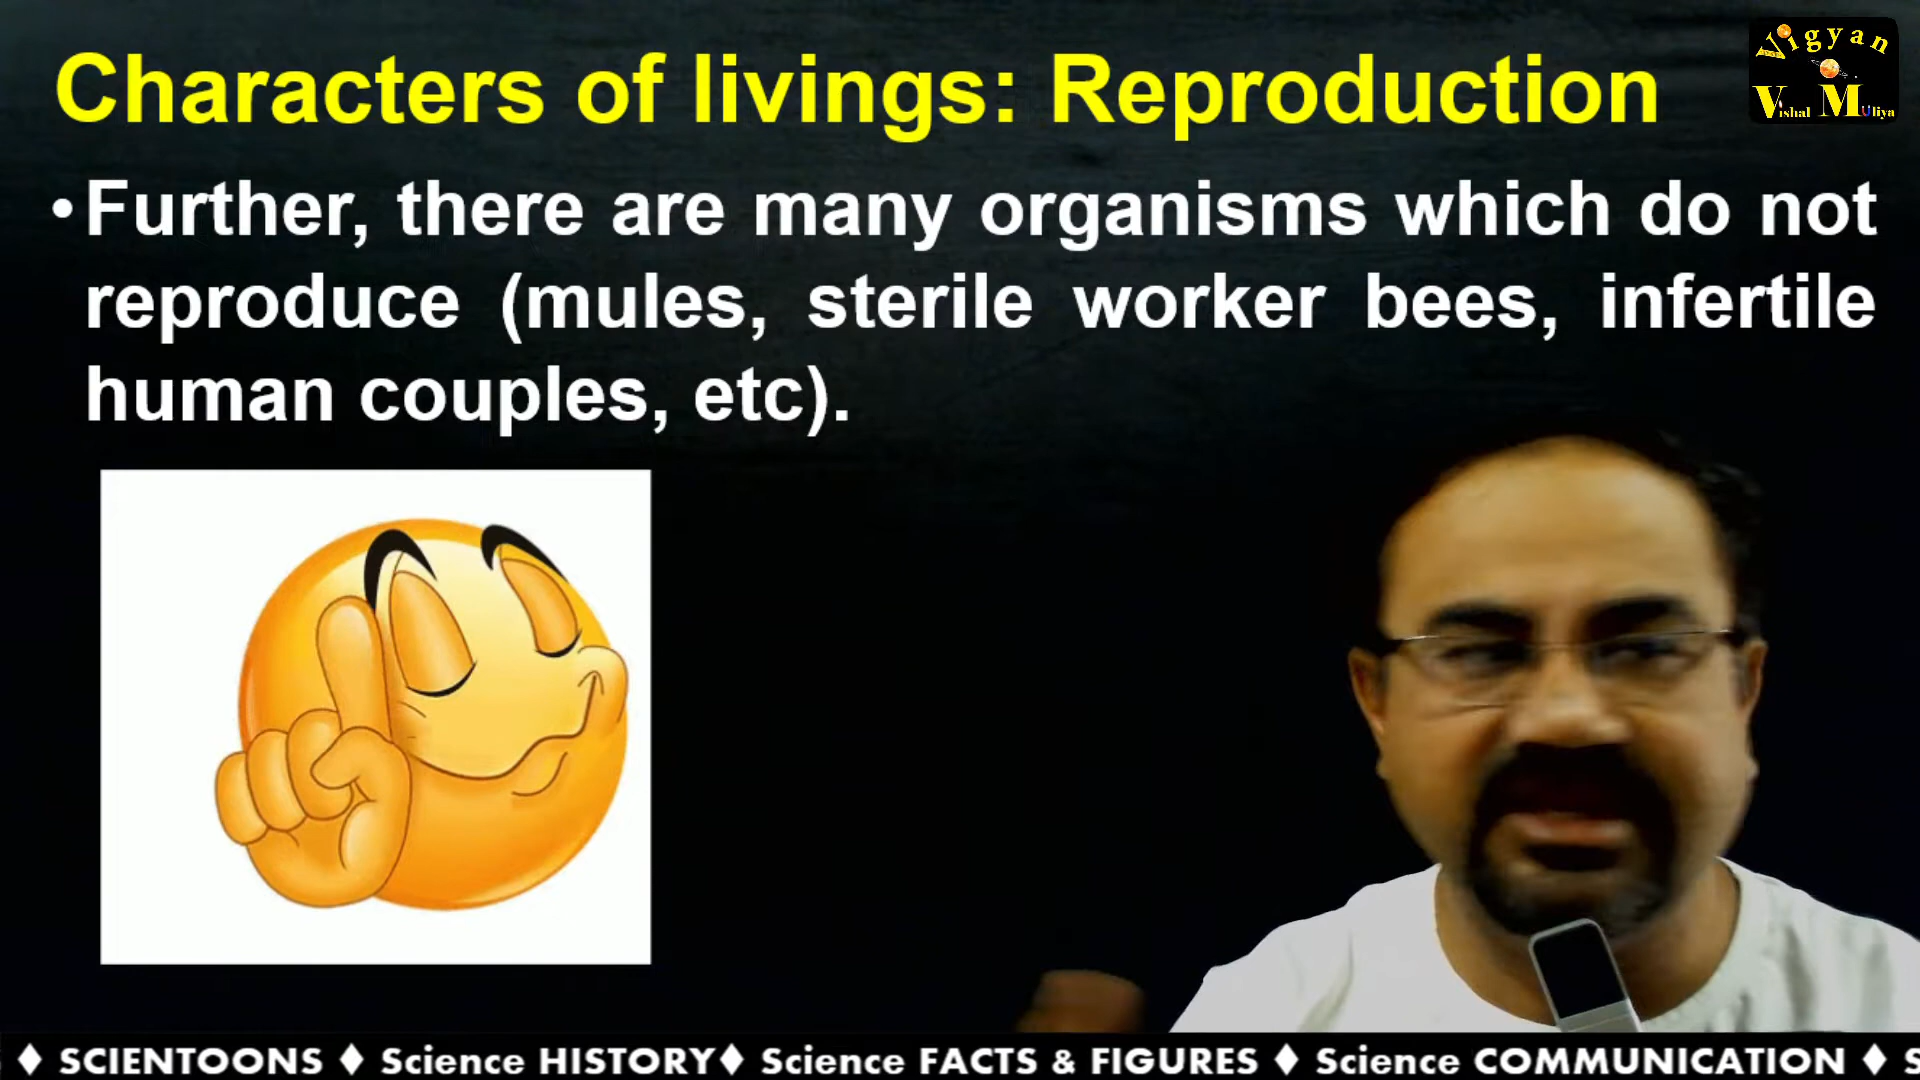 Characters of livings: Reproduction
Vigyan
Vishal Muliya
•Further, there are many organisms which do not
reproduce (mules, sterile worker bees, infertile
human couples, etc).
♦ SCIENTOONS ♦ Science HISTORY♦ Science FACTS & FIGURES ♦ Science COMMUNICATION ♦ S